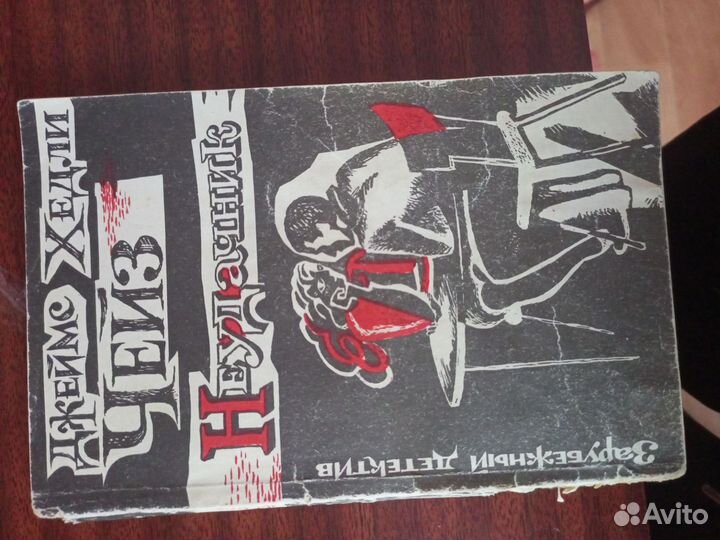 Джеймс Хедли
Чейз
Неудачник
Зарубежный детектив
Avito